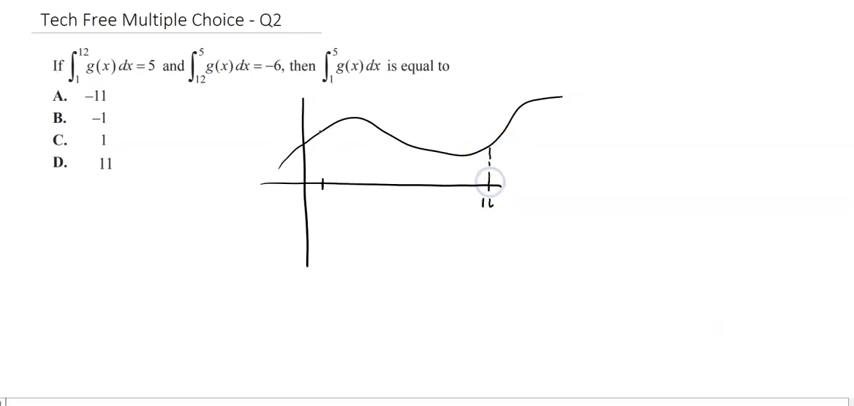 Tech Free Multiple Choice - Q2
If ∫₁¹² g(x) dx = 5 and ∫₁₂⁵ g(x) dx = −6, then ∫₁⁵ g(x) dx is equal to
A. −11
B. −1
C. 1
D. 11
12